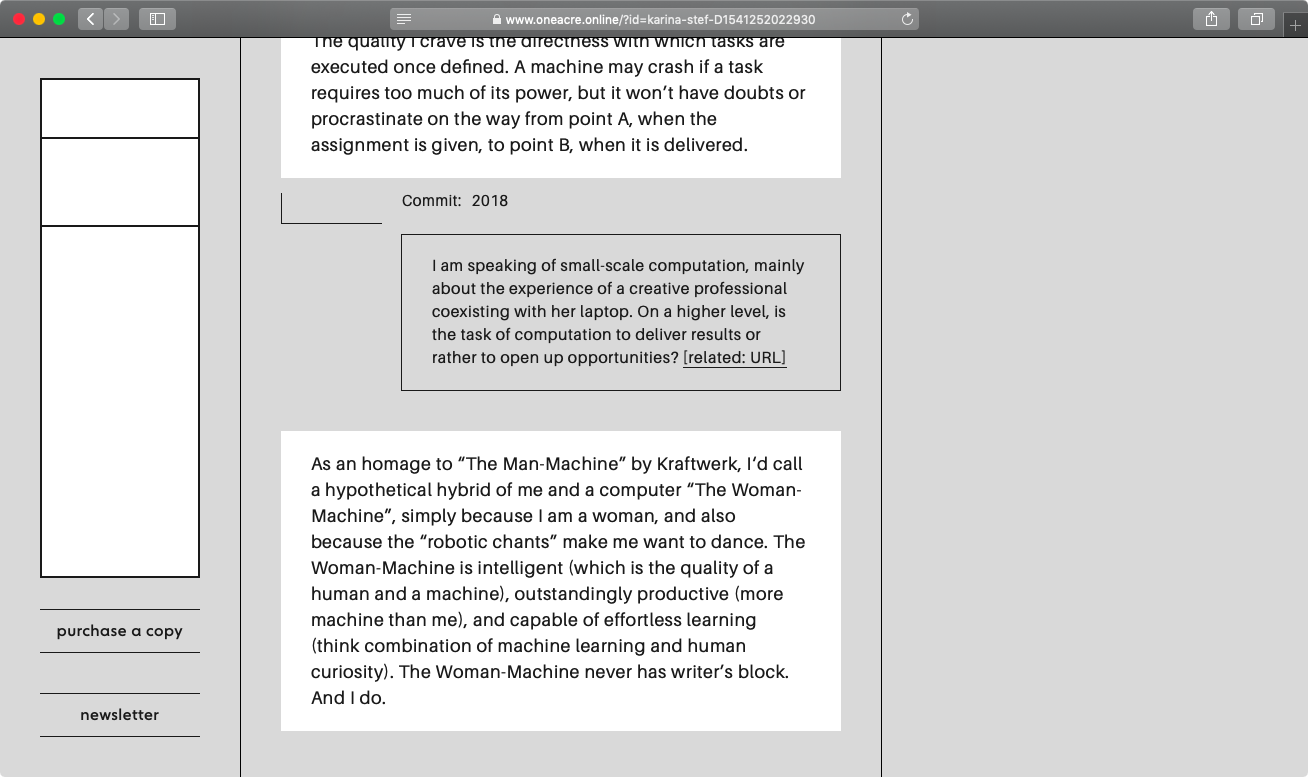 www.oneacre.online/?id=karina-stef-D1541252022930
The quality I crave is the directness with which tasks are
executed once defined. A machine may crash if a task
requires too much of its power, but it won’t have doubts or
procrastinate on the way from point A, when the
assignment is given, to point B, when it is delivered.
Commit: 2018
I am speaking of small-scale computation, mainly
about the experience of a creative professional
coexisting with her laptop. On a higher level, is
the task of computation to deliver results or
rather to open up opportunities? [related: URL]
As an homage to “The Man-Machine” by Kraftwerk, I’d call
a hypothetical hybrid of me and a computer “The Woman-
Machine”, simply because I am a woman, and also
because the “robotic chants” make me want to dance. The
Woman-Machine is intelligent (which is the quality of a
human and a machine), outstandingly productive (more
machine than me), and capable of effortless learning
(think combination of machine learning and human
curiosity). The Woman-Machine never has writer’s block.
And I do.
purchase a copy
newsletter